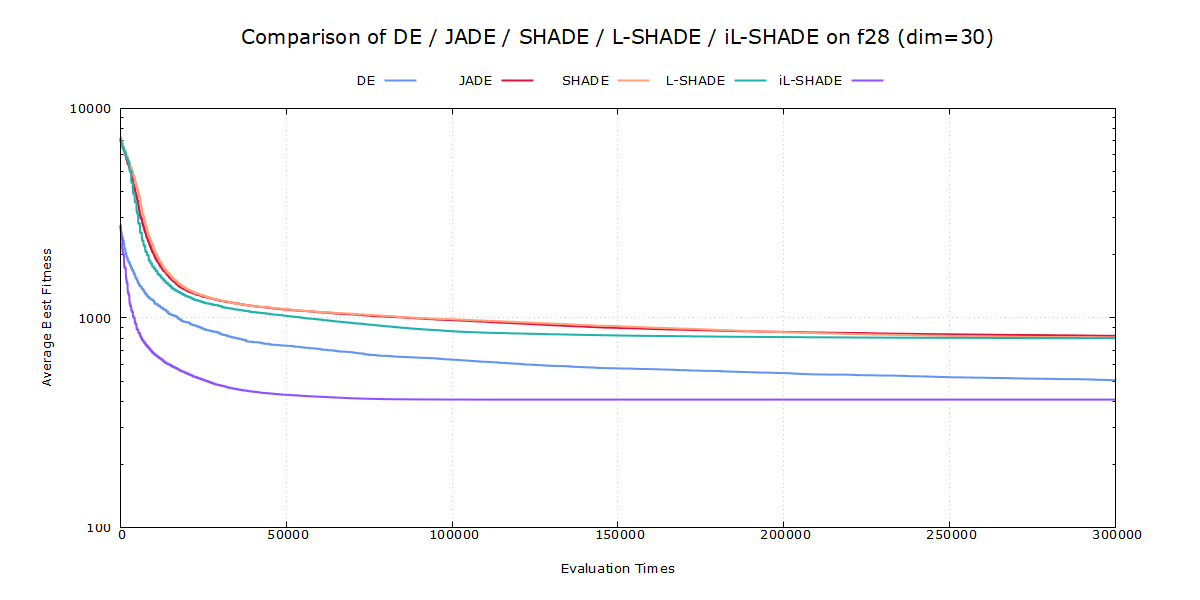 Comparison of DE / JADE / SHADE / L-SHADE / iL-SHADE on f28 (dim=30)
DE JADE SHADE L-SHADE iL-SHADE
10000
1000
100
Average Best Fitness
0 50000 100000 150000 200000 250000 300000
Evaluation Times